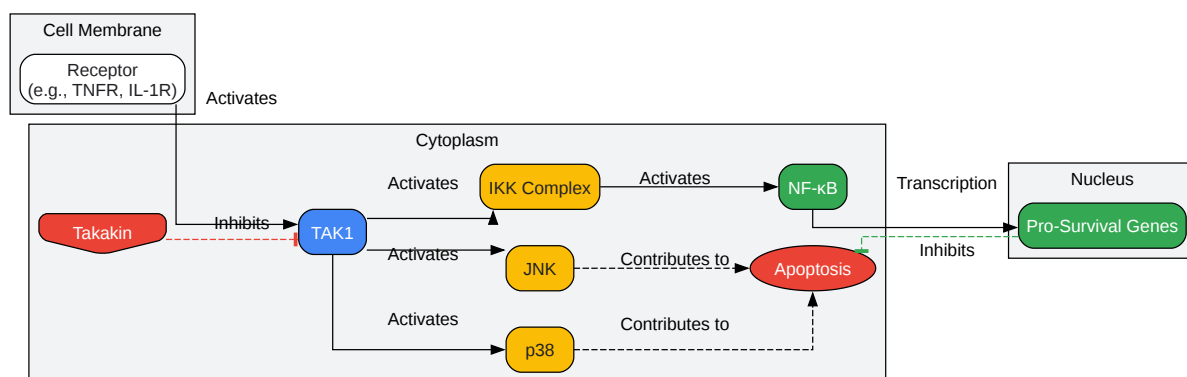 Cell Membrane
Receptor
(e.g., TNFR, IL-1R)
Activates
Cytoplasm
Activates
IKK Complex
Activates
NF-κB
Transcription
Nucleus
Takakin
Inhibits
TAK1
Pro-Survival Genes
Activates
JNK
Contributes to
Apoptosis
Inhibits
Activates
p38
Contributes to